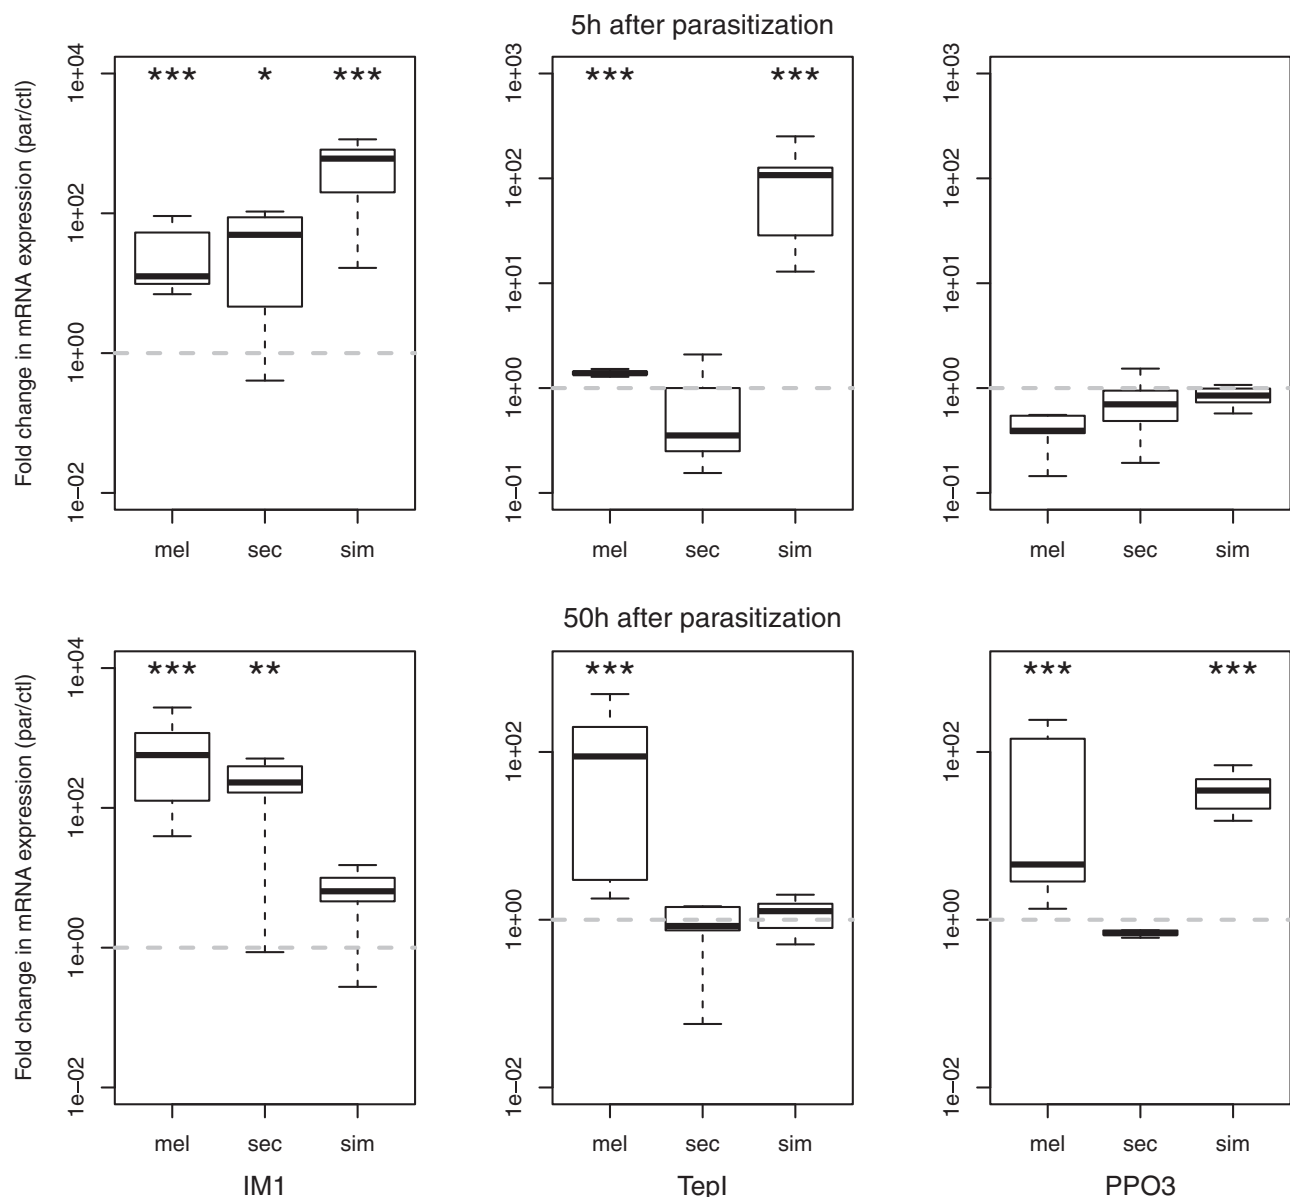 5h after parasitization
Fold change in mRNA expression (par/ctl)
1e+04
1e+02
1e+00
1e−02
*** * ***
mel sec sim
1e+03
1e+02
1e+01
1e+00
1e−01
*** ***
mel sec sim
1e+03
1e+02
1e+01
1e+00
1e−01
mel sec sim
50h after parasitization
Fold change in mRNA expression (par/ctl)
1e+04
1e+02
1e+00
1e−02
*** **
mel sec sim
IM1
1e+02
1e+00
1e−02
***
mel sec sim
TepI
1e+02
1e+00
1e−02
*** ***
mel sec sim
PPO3